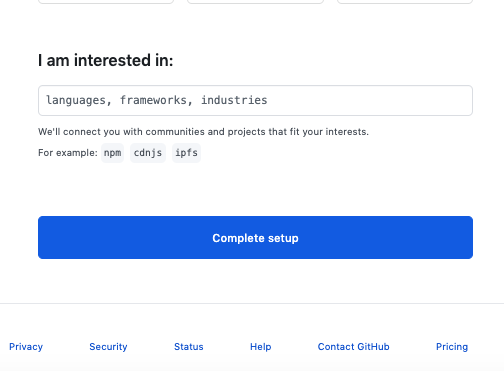 I am interested in:
languages, frameworks, industries
We'll connect you with communities and projects that fit your interests.
For example: npm cdnjs ipfs
Complete setup
Privacy Security Status Help Contact GitHub Pricing